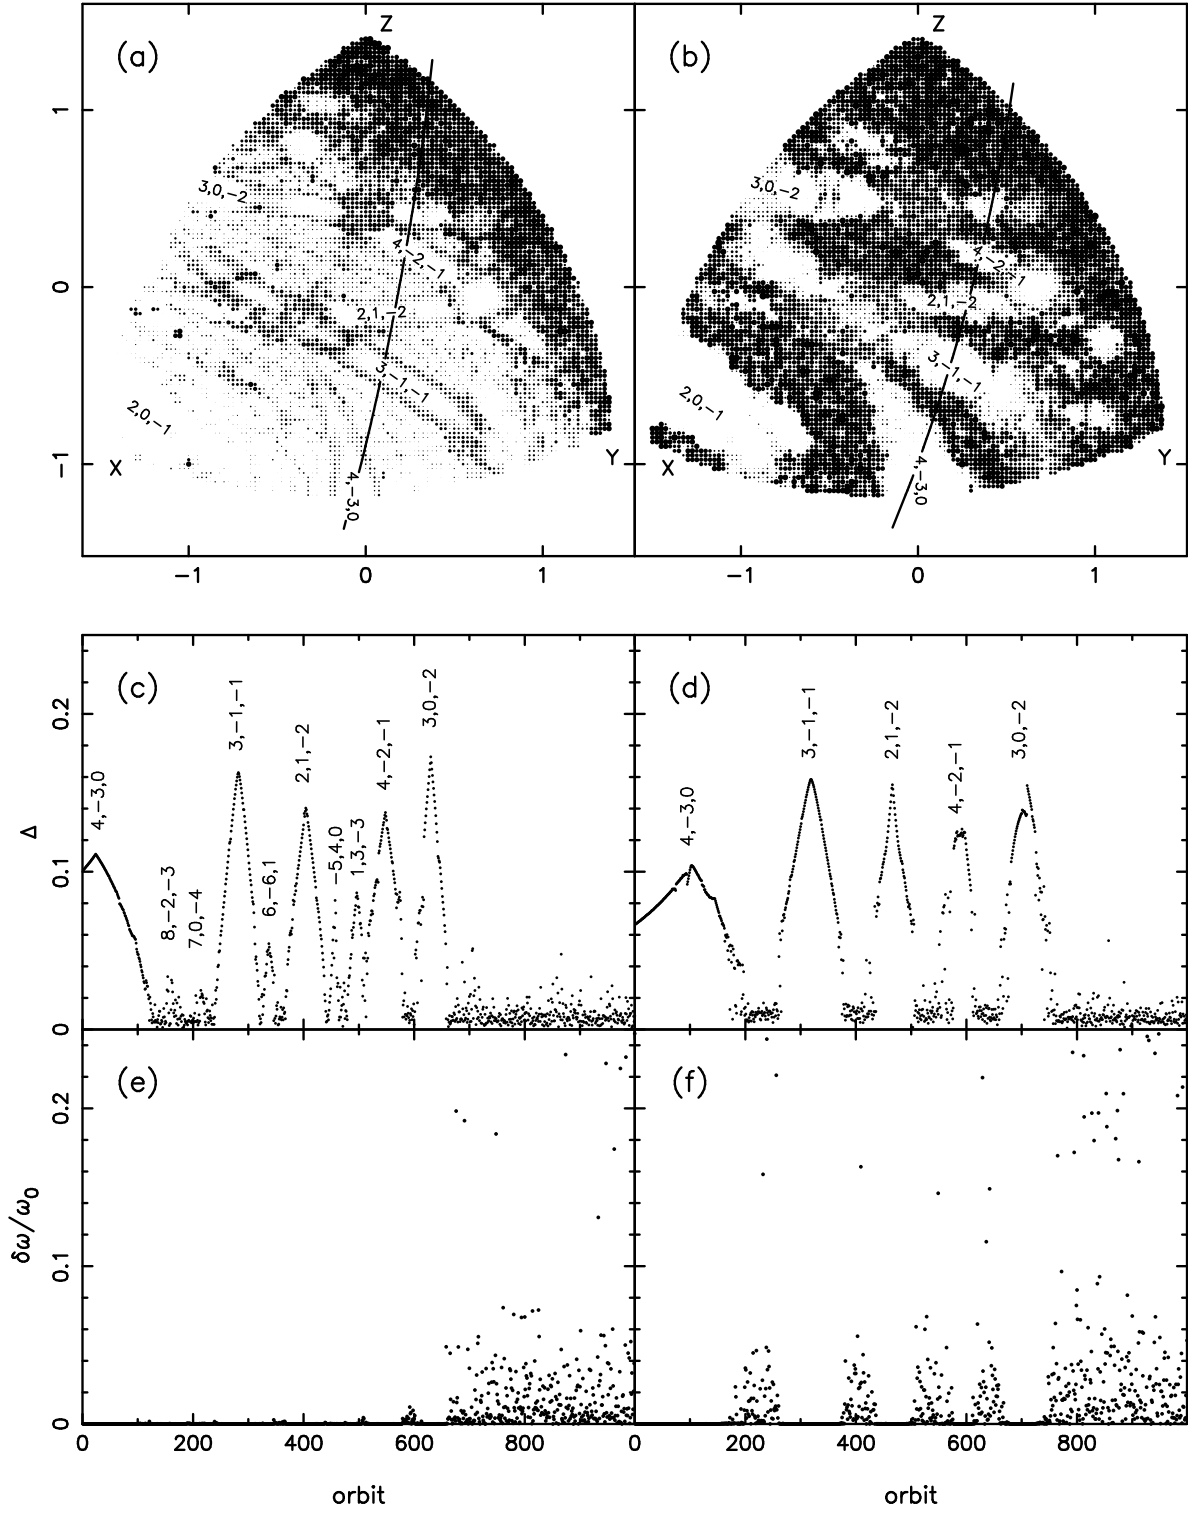 Z Z
(a) (b)
1
3,0,−2 3,0,−2
4,−2,−1 4,−2,−1
0
2,1,−2 2,1,−2
3,−1,−1 3,−1,−1
2,0,−1 2,0,−1
−1 X Y X Y
4,−3,0 4,−3,0
−1 0 1 −1 0 1
(c) (d)
Δ
0.2
0.1
0
4,−3,0
8,−2,−3
7,0,−4
3,−1,−1
6,−6,1
2,1,−2
−5,4,0
1,3,−3
4,−2,−1
3,0,−2
4,−3,0
3,−1,−1
2,1,−2
4,−2,−1
3,0,−2
(e) (f)
δω/ω0
0.2
0.1
0
0 200 400 600 800 0 200 400 600 800
orbit orbit